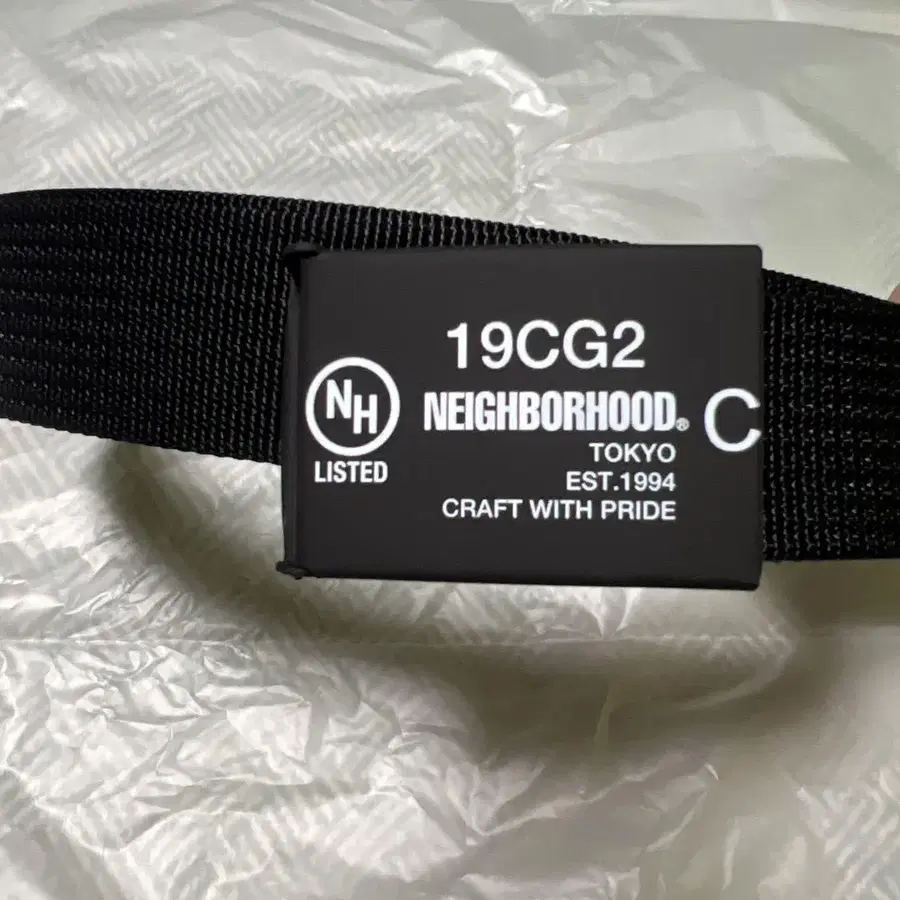 19CG2
NH
LISTED
NEIGHBORHOOD® C
TOKYO
EST.1994
CRAFT WITH PRIDE